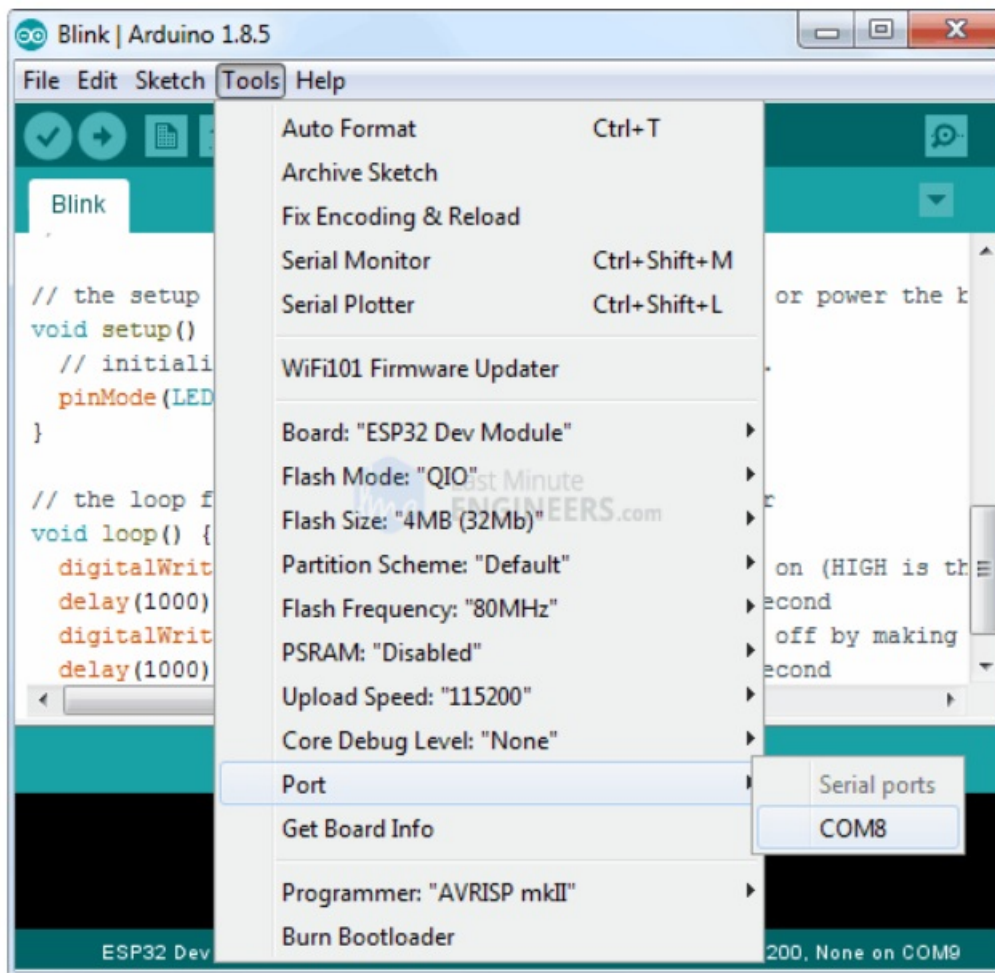 Blink | Arduino 1.8.5
File Edit Sketch Tools Help
Auto Format Ctrl+T
Archive Sketch
Fix Encoding & Reload
Serial Monitor Ctrl+Shift+M
Serial Plotter Ctrl+Shift+L
WiFi101 Firmware Updater
Board: "ESP32 Dev Module"
Flash Mode: "QIO"
Flash Size: "4MB (32Mb)"
Partition Scheme: "Default"
Flash Frequency: "80MHz"
PSRAM: "Disabled"
Upload Speed: "115200"
Core Debug Level: "None"
Port
Get Board Info
Programmer: "AVRISP mkII"
Burn Bootloader
Serial ports
COM8
Blink
// the setup or power the b
void setup()
// initiali .
pinMode(LED
}
// the loop f r
void loop() {
digitalWrit on (HIGH is th
delay(1000) econd
digitalWrit off by making
delay(1000) econd
Last Minute
ENGINEERS.com
ESP32 Dev 200, None on COM9